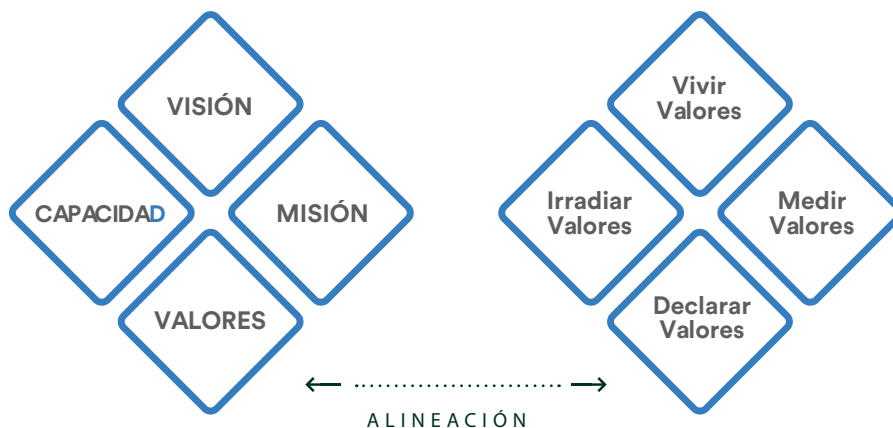 VISIÓN
CAPACIDAD
MISIÓN
VALORES
Vivir
Valores
Irradiar
Valores
Medir
Valores
Declarar
Valores
ALINEACIÓN